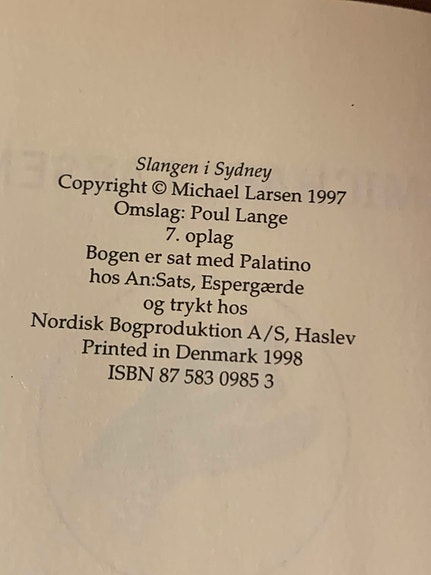 Slangen i Sydney
Copyright © Michael Larsen 1997
Omslag: Poul Lange
7. oplag
Bogen er sat med Palatino
hos An:Sats, Espergærde
og trykt hos
Nordisk Bogproduktion A/S, Haslev
Printed in Denmark 1998
ISBN 87 583 0985 3